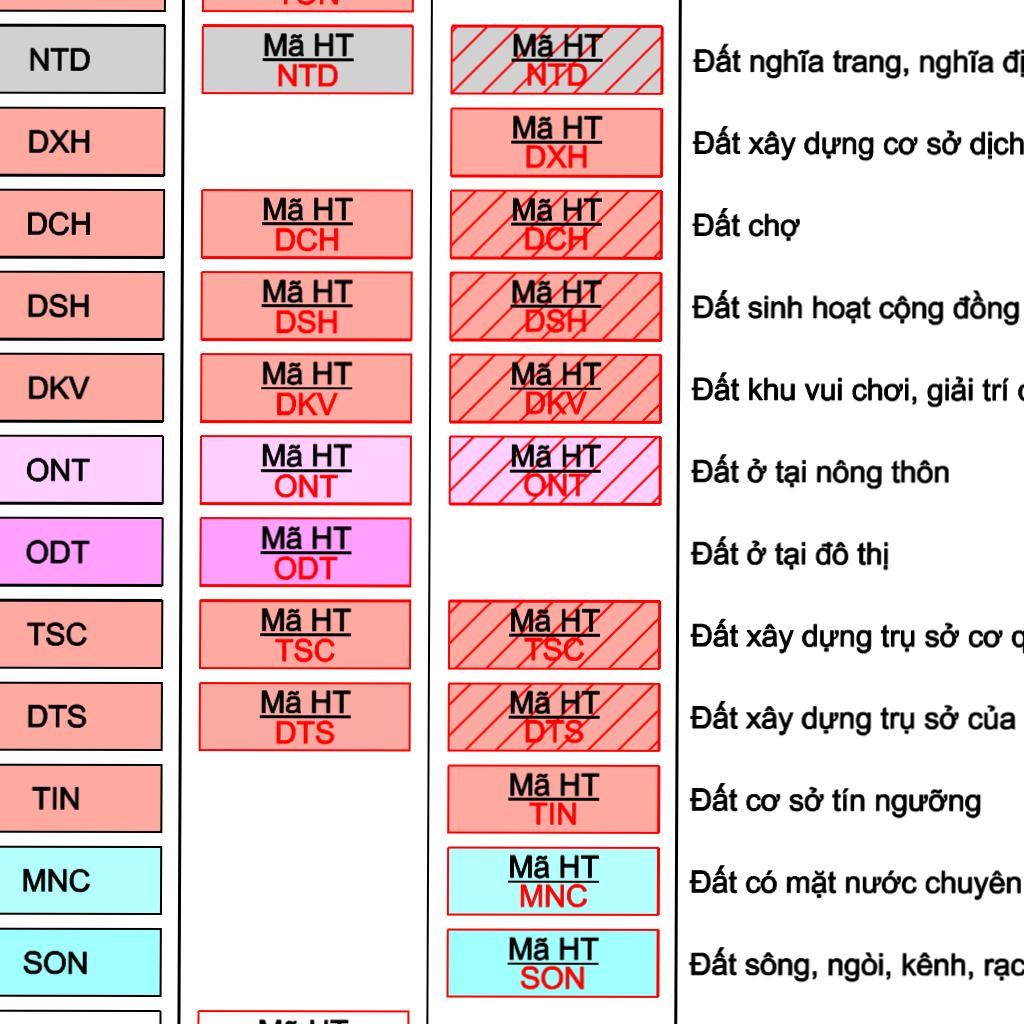 NTD Mã HT Mã HT Đất nghĩa trang, nghĩa
NTD NTD
DXH Mã HT Đất xây dựng cơ sở dịch
DXH
DCH Mã HT Mã HT Đất chợ
DCH DCH
DSH Mã HT Mã HT Đất sinh hoạt cộng đồng
DSH DSH
DKV Mã HT Mã HT Đất khu vui chơi, giải trí
DKV DKV
ONT Mã HT Mã HT Đất ở tại nông thôn
ONT ONT
ODT Mã HT Đất ở tại đô thị
ODT
TSC Mã HT Mã HT Đất xây dựng trụ sở cơ
TSC TSC
DTS Mã HT Mã HT Đất xây dựng trụ sở của
DTS DTS
TIN Mã HT Đất cơ sở tín ngưỡng
TIN
MNC Mã HT Đất có mặt nước chuyên
MNC
SON Mã HT Đất sông, ngòi, kênh, rạc
SON